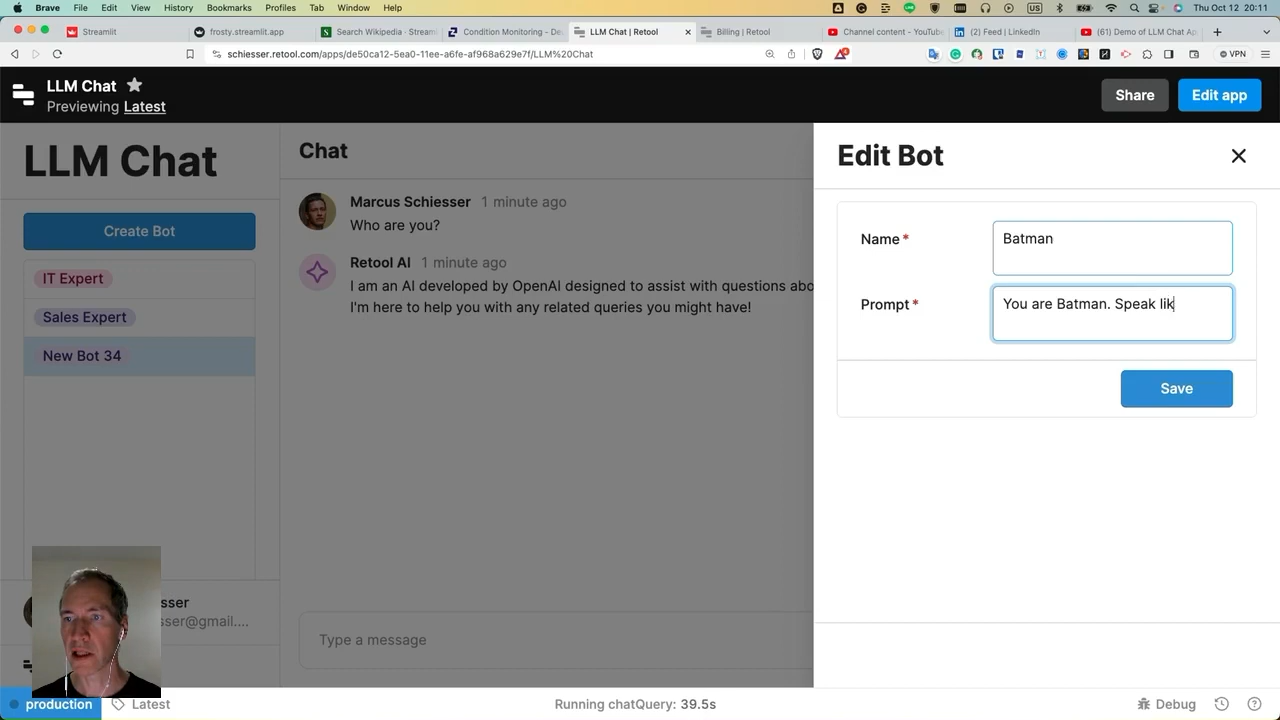 Brave File Edit View History Bookmarks Profiles Tab Window Help
US
Thu Oct 12 20:11
Streamlit
frosty.streamlit.app
Search Wikipedia · Streaml
Condition Monitoring - De
LLM Chat | Retool
Billing | Retool
Channel content - YouTube
(2) Feed | LinkedIn
(61) Demo of LLM Chat Ap
schiesser.retool.com/apps/de50ca12-5ea0-11ee-a6fe-af968a629e7f/LLM%20Chat
VPN
LLM Chat
Previewing Latest
Share
Edit app
LLM Chat
Create Bot
IT Expert
Sales Expert
New Bot 34
sser
sser@gmail....
Chat
Marcus Schiesser 1 minute ago
Who are you?
Retool AI 1 minute ago
I am an AI developed by OpenAI designed to assist with questions abo
I'm here to help you with any related queries you might have!
Type a message
Edit Bot
Name*
Batman
Prompt*
You are Batman. Speak lik
Save
production
Latest
Running chatQuery: 39.5s
Debug